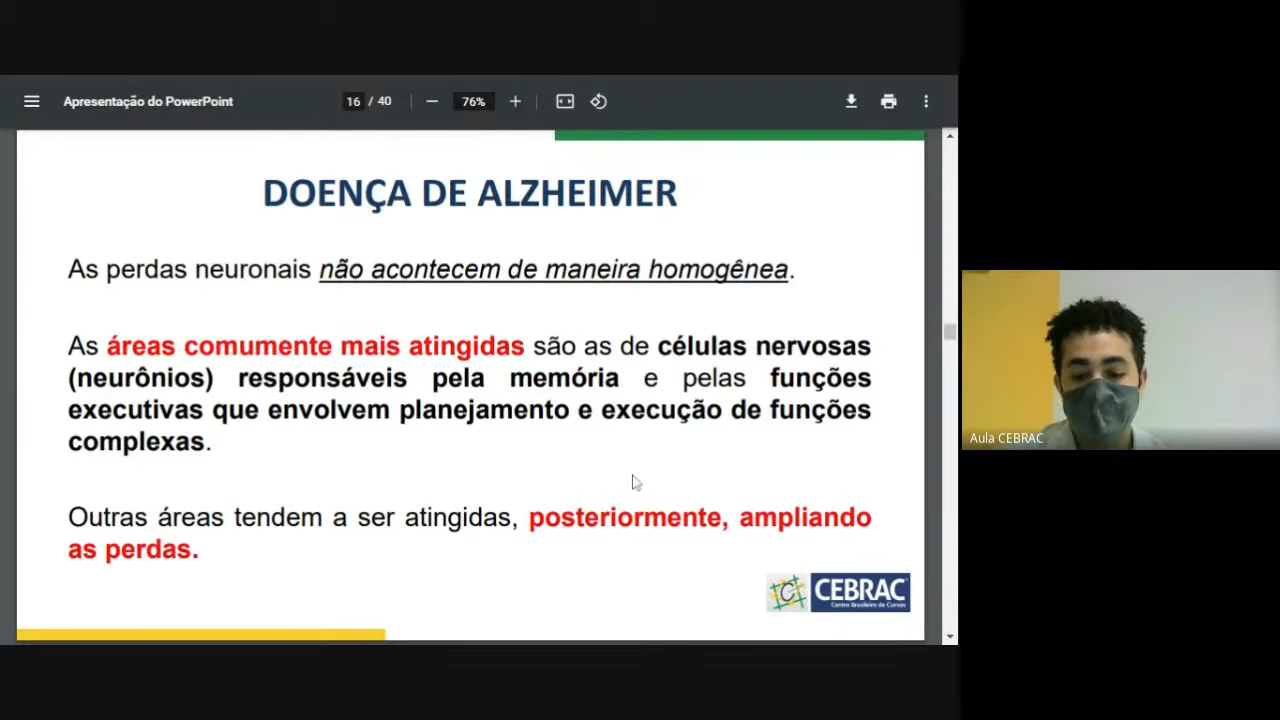 Apresentação do PowerPoint
16 / 40
76%
DOENÇA DE ALZHEIMER
As perdas neuronais não acontecem de maneira homogênea.
As áreas comumente mais atingidas são as de células nervosas
(neurônios) responsáveis pela memória e pelas funções
executivas que envolvem planejamento e execução de funções
complexas.
Outras áreas tendem a ser atingidas, posteriormente, ampliando
as perdas.
C CEBRAC
Centro Brasileiro de Cursos
Aula CEBRAC